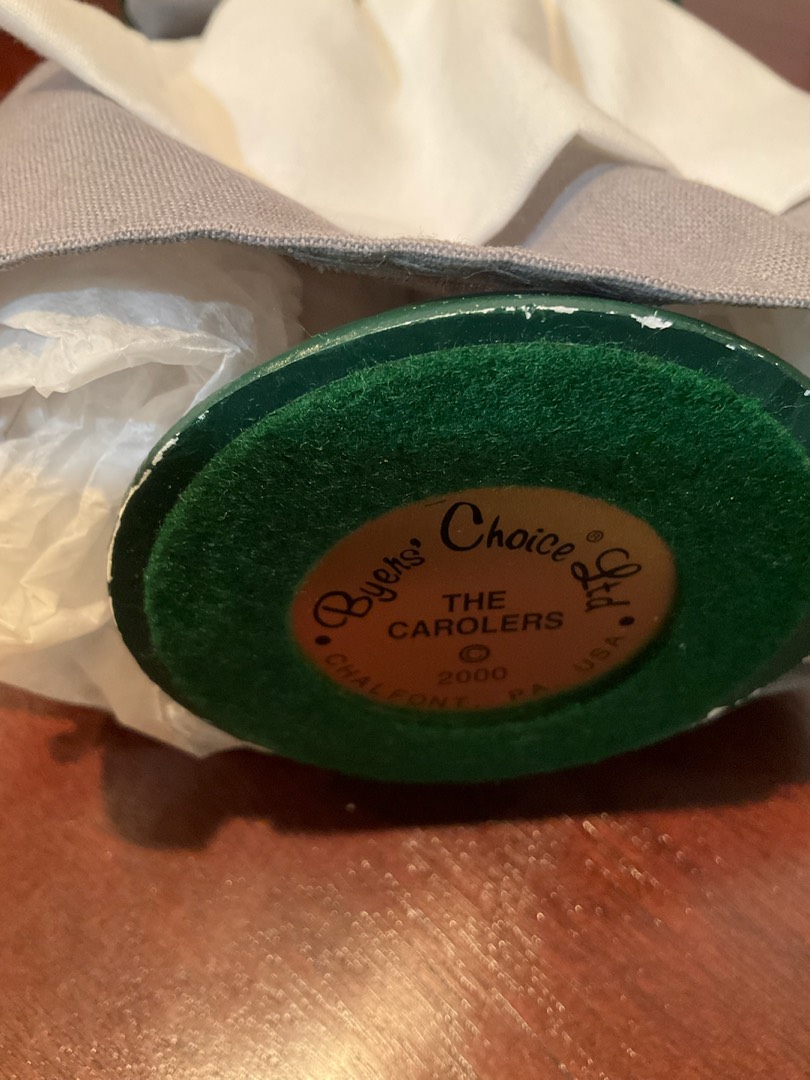 Byers' Choice® Ltd
THE
CAROLERS
©
2000
CHALFONT, PA USA